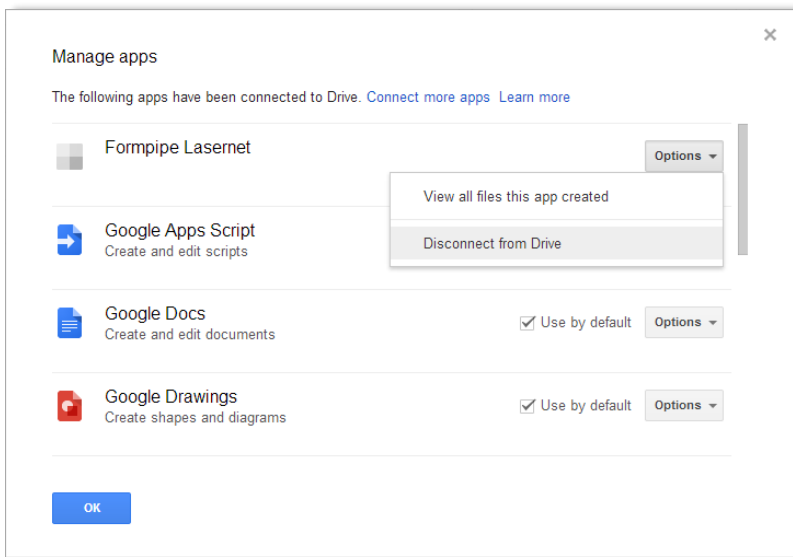 Manage apps
The following apps have been connected to Drive. Connect more apps Learn more
Formpipe Lasernet
Options
View all files this app created
Disconnect from Drive
Google Apps Script
Create and edit scripts
Google Docs
Create and edit documents
Use by default Options
Google Drawings
Create shapes and diagrams
Use by default Options
OK